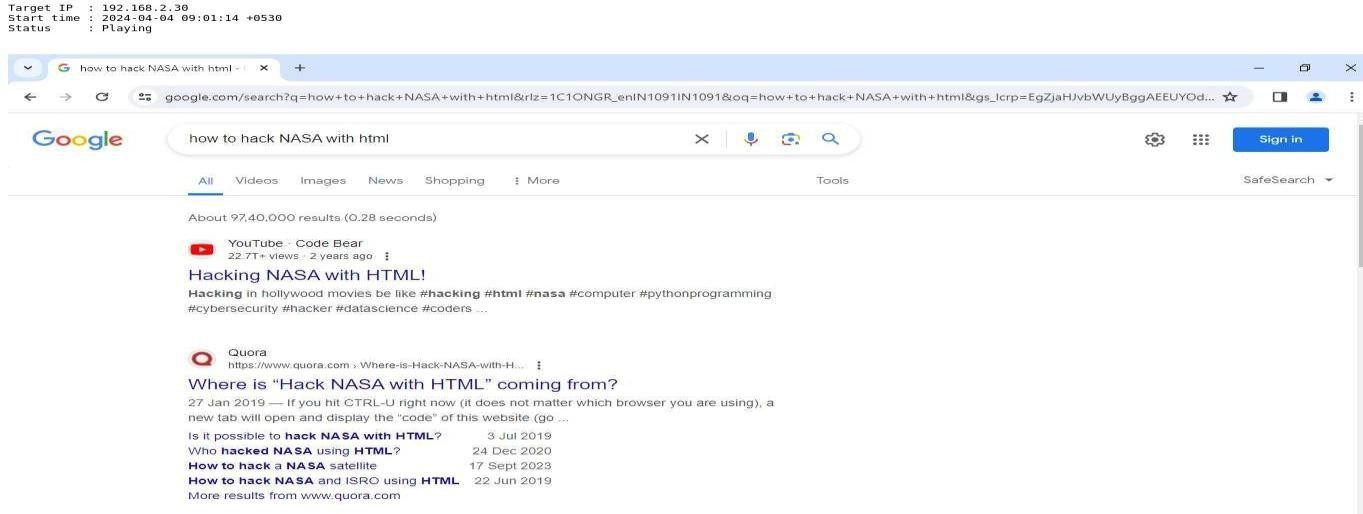 Target IP  : 192.168.2.30
Start time : 2024-04-04 09:01:14 +0530
Status     : Playing
how to hack NASA with html -
google.com/search?q=how+to+hack+NASA+with+html&rlz=1C1ONGR_enIN1091IN1091&oq=how+to+hack+NASA+with+html&gs_lcrp=EgZjaHJvbWUyBggAEEUYOd...
Google how to hack NASA with html Sign in
All Videos Images News Shopping More Tools SafeSearch
About 97,40,000 results (0.28 seconds)
YouTube · Code Bear
22.7T+ views · 2 years ago
Hacking NASA with HTML!
Hacking in hollywood movies be like #hacking #html #nasa #computer #pythonprogramming
#cybersecurity #hacker #datascience #coders ...
Quora
https://www.quora.com › Where-is-Hack-NASA-with-H...
Where is “Hack NASA with HTML” coming from?
27 Jan 2019 — If you hit CTRL-U right now (it does not matter which browser you are using), a
new tab will open and display the “code” of this website (go ...
Is it possible to hack NASA with HTML? 3 Jul 2019
Who hacked NASA using HTML? 24 Dec 2020
How to hack a NASA satellite 17 Sept 2023
How to hack NASA and ISRO using HTML 22 Jun 2019
More results from www.quora.com